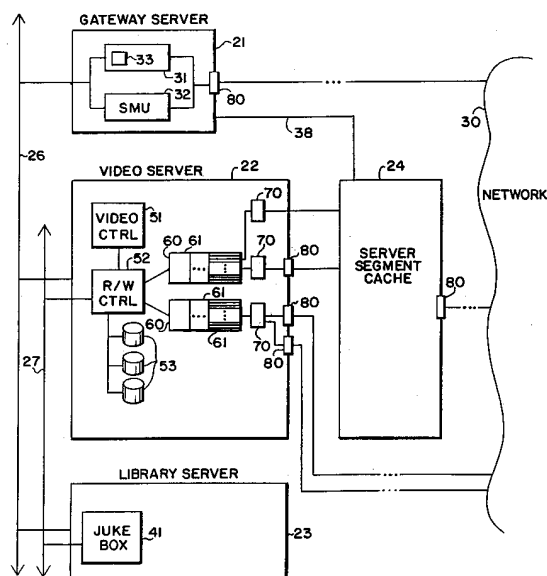 GATEWAY SERVER
21
33
31
32
SMU
80
...
30
38
26
VIDEO SERVER
22
24
NETWORK
VIDEO
CTRL
51
70
52
60
61
...
70
80
R/W
CTRL
SERVER
SEGMENT
CACHE
80
...
61
80
...
70
60
61
80
27
53
...
...
LIBRARY SERVER
JUKE
BOX
41
23